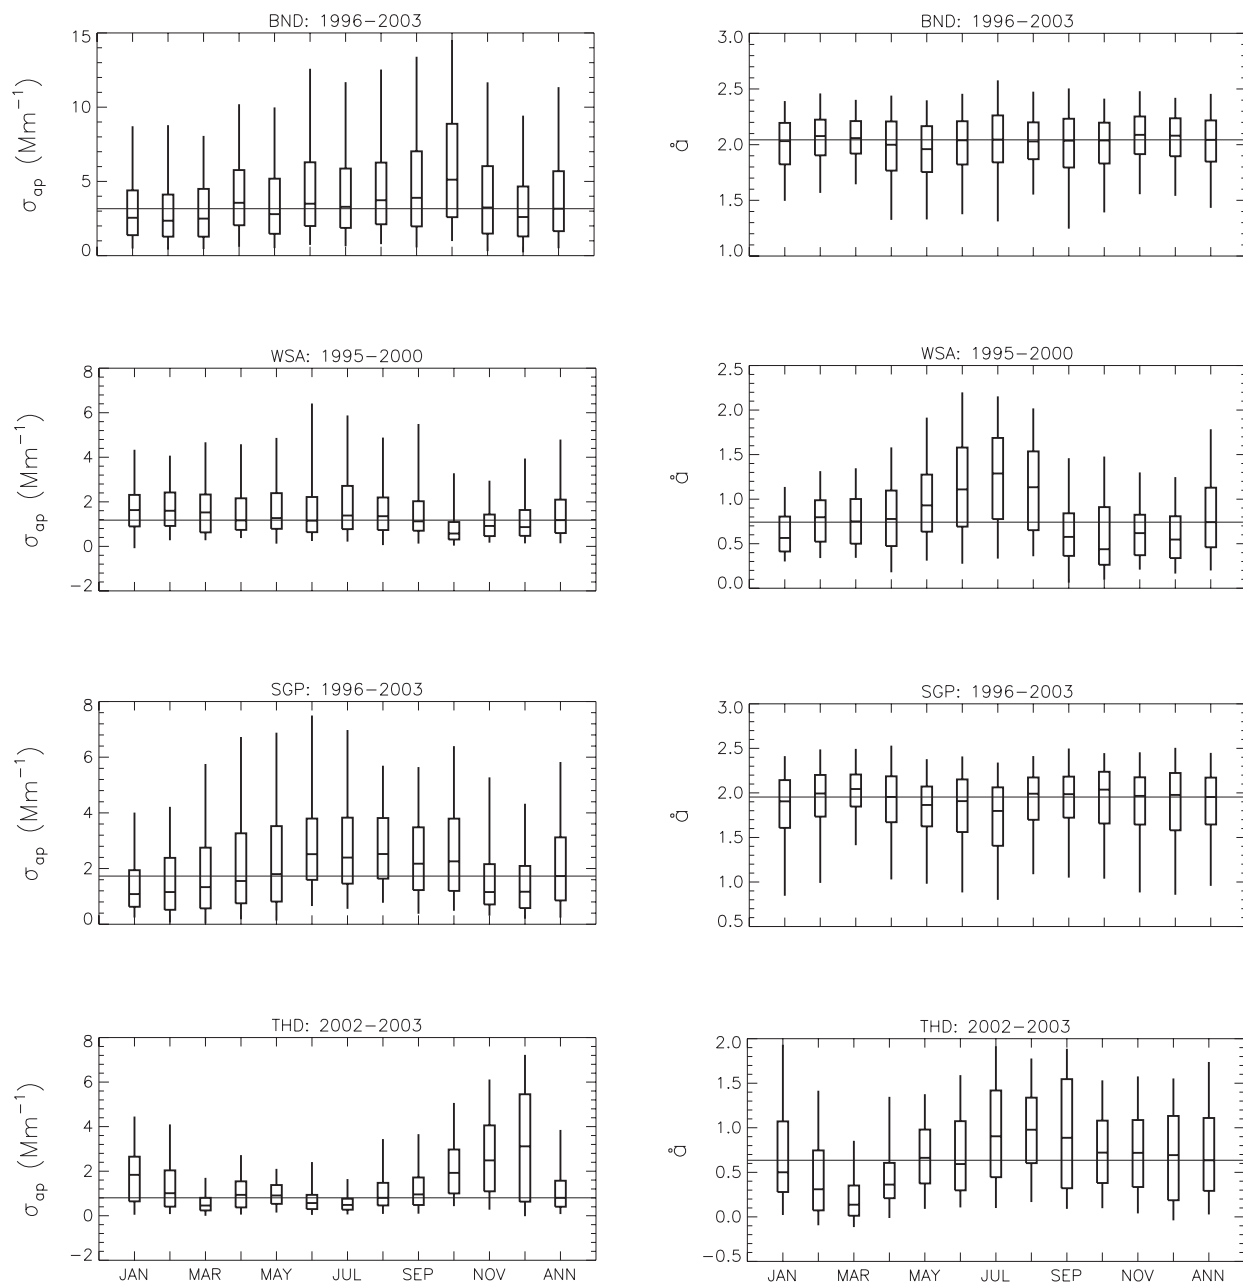 BND: 1996−2003
BND: 1996−2003
σap (Mm−1)
15
10
5
0
å
3.0
2.5
2.0
1.5
1.0
WSA: 1995−2000
WSA: 1995−2000
σap (Mm−1)
8
6
4
2
0
−2
å
2.5
2.0
1.5
1.0
0.5
0.0
SGP: 1996−2003
SGP: 1996−2003
σap (Mm−1)
8
6
4
2
0
å
3.0
2.5
2.0
1.5
1.0
0.5
THD: 2002−2003
THD: 2002−2003
σap (Mm−1)
8
6
4
2
0
−2
å
2.0
1.5
1.0
0.5
0.0
−0.5
JAN MAR MAY JUL SEP NOV ANN
JAN MAR MAY JUL SEP NOV ANN